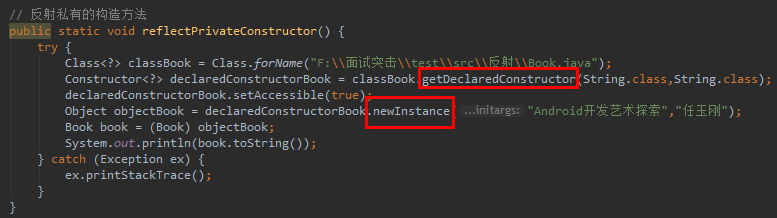 // 反射私有的构造方法
public static void reflectPrivateConstructor() {
    try {
        Class<?> classBook = Class.forName("F:\\面试突击\\test\\src\\反射\\Book.java");
        Constructor<?> declaredConstructorBook = classBook.getDeclaredConstructor(String.class,String.class);
        declaredConstructorBook.setAccessible(true);
        Object objectBook = declaredConstructorBook.newInstance( ...initargs: "Android开发艺术探索","任玉刚");
        Book book = (Book) objectBook;
        System.out.println(book.toString());
    } catch (Exception ex) {
        ex.printStackTrace();
    }
}